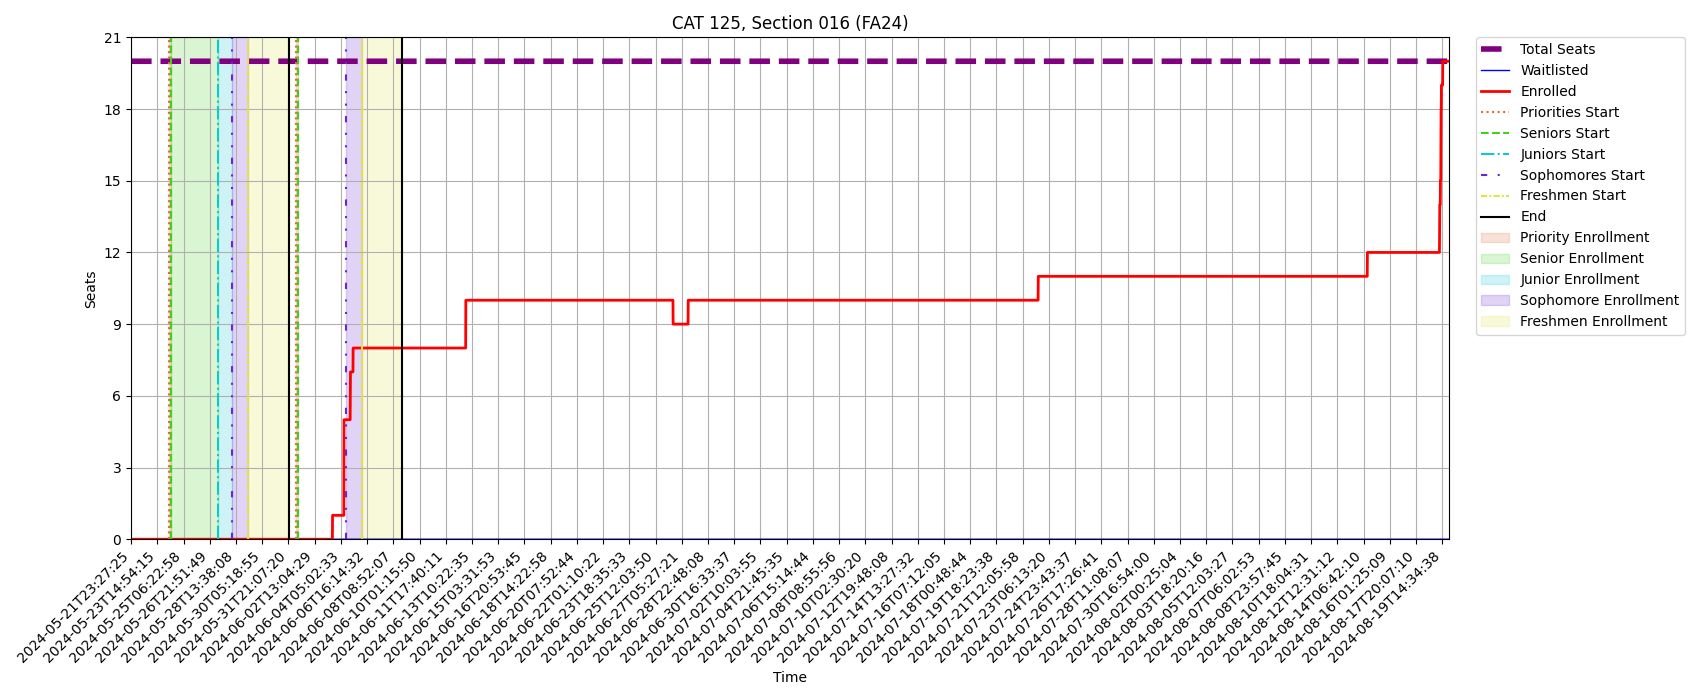 CAT 125, Section 016 (FA24)
21
18
15
12
9
6
3
0
Seats
2024-05-21T23:27:25
2024-05-23T14:54:15
2024-05-25T06:22:58
2024-05-26T21:51:49
2024-05-28T13:38:08
2024-05-30T05:18:55
2024-05-31T21:07:20
2024-06-02T13:04:29
2024-06-04T05:02:33
2024-06-06T16:14:32
2024-06-08T08:52:07
2024-06-10T01:15:50
2024-06-11T17:40:11
2024-06-13T10:22:35
2024-06-15T03:31:53
2024-06-16T20:53:45
2024-06-18T14:22:58
2024-06-20T07:52:44
2024-06-22T01:10:22
2024-06-23T18:35:33
2024-06-25T12:03:50
2024-06-27T05:27:21
2024-06-28T22:48:08
2024-06-30T16:33:37
2024-07-02T10:03:55
2024-07-04T21:45:35
2024-07-06T15:14:44
2024-07-08T08:55:56
2024-07-10T02:30:20
2024-07-12T19:48:08
2024-07-14T13:27:32
2024-07-16T07:12:05
2024-07-18T00:48:44
2024-07-19T18:23:38
2024-07-21T12:05:58
2024-07-23T06:13:20
2024-07-24T23:43:37
2024-07-26T17:26:41
2024-07-28T11:08:07
2024-07-30T16:54:00
2024-08-02T00:25:04
2024-08-03T18:20:16
2024-08-05T12:03:27
2024-08-07T06:02:53
2024-08-08T23:57:45
2024-08-10T18:04:31
2024-08-12T12:31:12
2024-08-14T06:42:10
2024-08-16T01:25:09
2024-08-17T20:07:10
2024-08-19T14:34:38
Time
Total Seats
Waitlisted
Enrolled
Priorities Start
Seniors Start
Juniors Start
Sophomores Start
Freshmen Start
End
Priority Enrollment
Senior Enrollment
Junior Enrollment
Sophomore Enrollment
Freshmen Enrollment